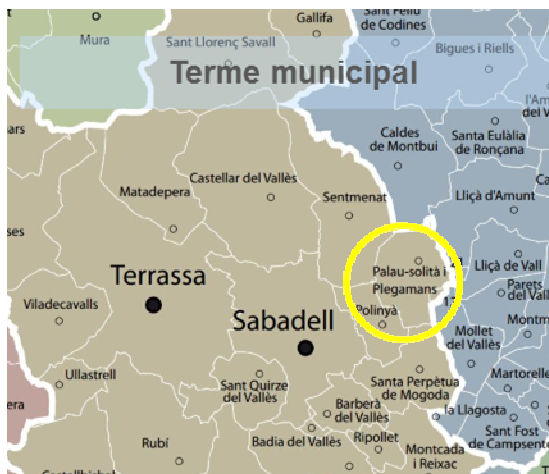 Sant Feliu
de Codines
Gallifa
Mura
Sant Llorenç Savall
Bigues i Riells
Terme municipal
Caldes
de Montbui
Santa Eulàlia
de Ronçana
Castellar del Vallès
Matadepera
Sentmenat
Lliçà d'Amunt
Palau-solità i
Plegamans
Lliçà de Vall
Terrassa
Parets
del Vall
Viladecavalls
Polinyà
Sabadell
Mollet
del Vallès
Ullastrell
Sant Quirze
del Vallès
Santa Perpètua
de Mogoda
Martorelle
Barberà
del Vallès
la Llagosta
Sant Fost
de Campsente
Rubí
Badia del Vallès
Ripollet
Montcada
i Reixac